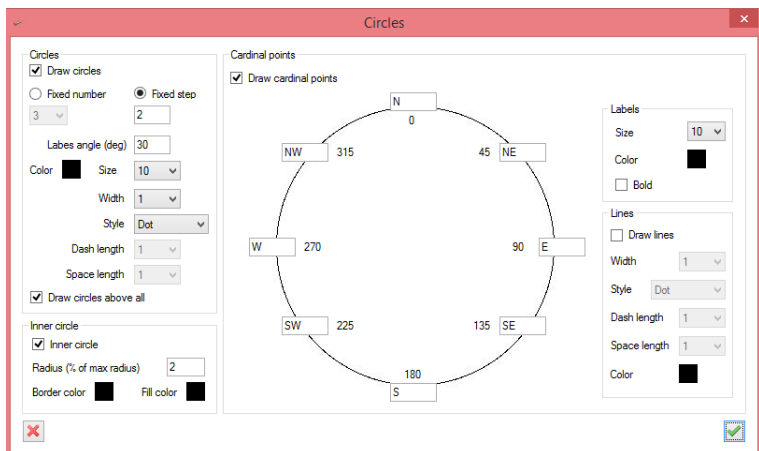 Circles
Circles
Draw circles
Fixed number Fixed step
3 2
Labes angle (deg) 30
Color Size 10
Width 1
Style Dot
Dash length 1
Space length 1
Draw circles above all
Inner circle
Inner circle
Radius (% of max radius) 2
Border color Fill color
Cardinal points
Draw cardinal points
N
0
NW 315 45 NE
W 270 90 E
SW 225 135 SE
180
S
Labels
Size 10
Color
Bold
Lines
Draw lines
Width 1
Style Dot
Dash length 1
Space length 1
Color